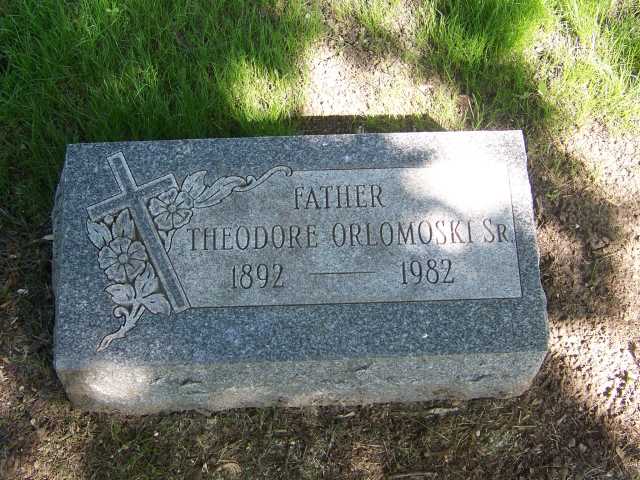 FATHER
THEODORE ORLOMOSKI SR.
1892 — 1982